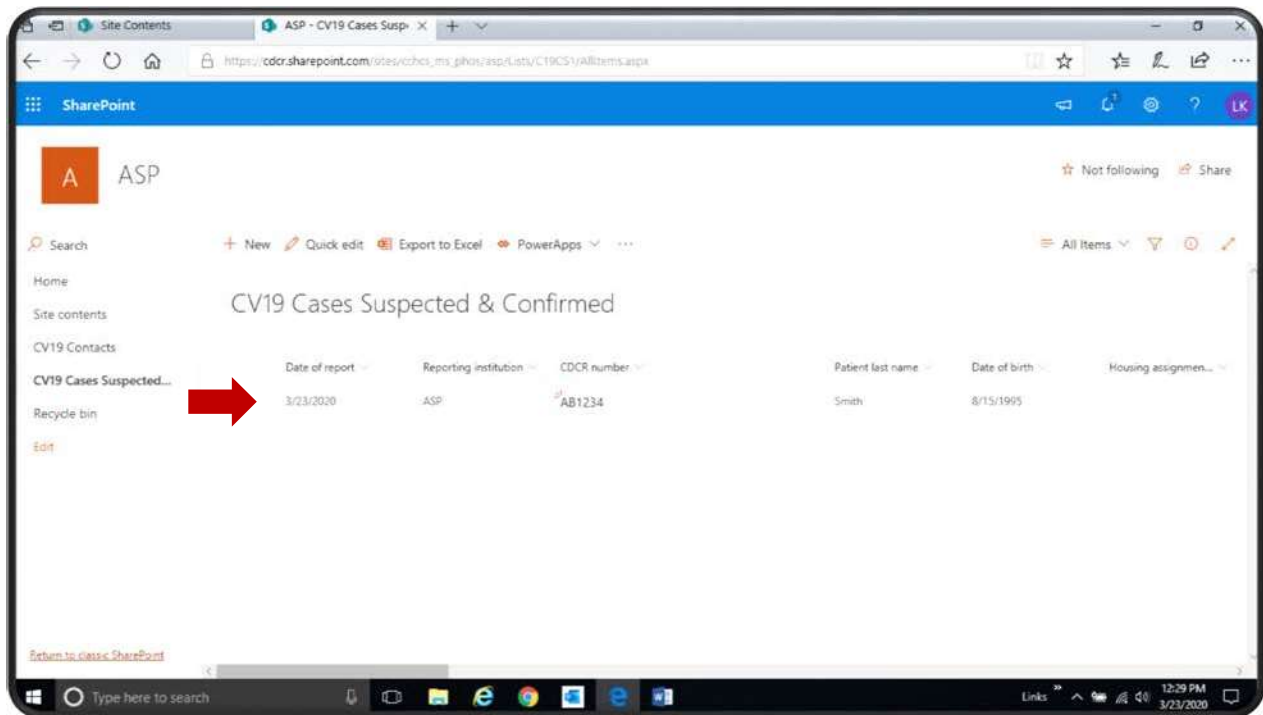 Site Contents
ASP - CV19 Cases Susp
https://cdcr.sharepoint.com/sites/cchcs_ms_phos/asp/Lists/C19CS1/AllItems.aspx
SharePoint
1
?
LK
A
ASP
Not following
Share
Search
+ New
Quick edit
Export to Excel
PowerApps
...
All Items
Home
Site contents
CV19 Contacts
CV19 Cases Suspected...
Recycle bin
Edit
CV19 Cases Suspected & Confirmed
Date of report
Reporting institution
CDCR number
Patient last name
Date of birth
Housing assignmen...
3/23/2020
ASP
AB1234
Smith
8/15/1995
Return to classic SharePoint
Type here to search
Links
12:29 PM
3/23/2020